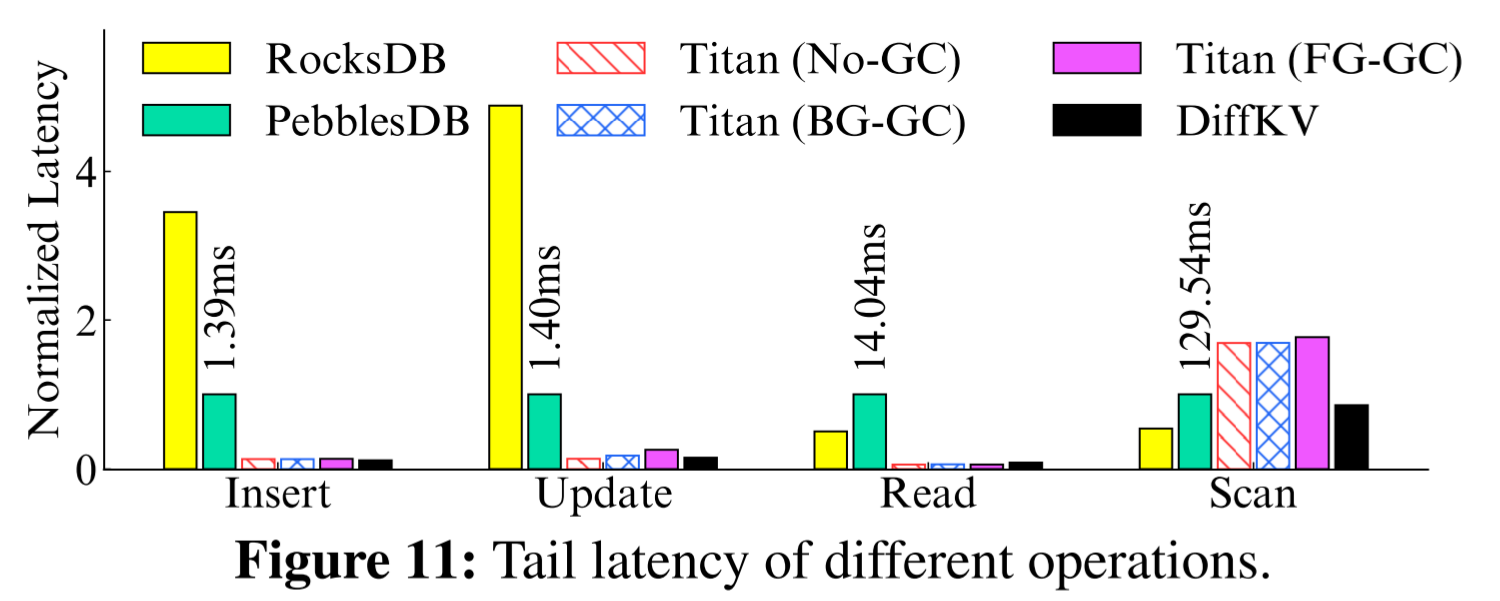 RocksDB
Titan (No-GC)
Titan (FG-GC)
PebblesDB
Titan (BG-GC)
DiffKV
Normalized Latency
4
2
0
1.39ms
1.40ms
14.04ms
129.54ms
Insert
Update
Read
Scan
Figure 11: Tail latency of different operations.